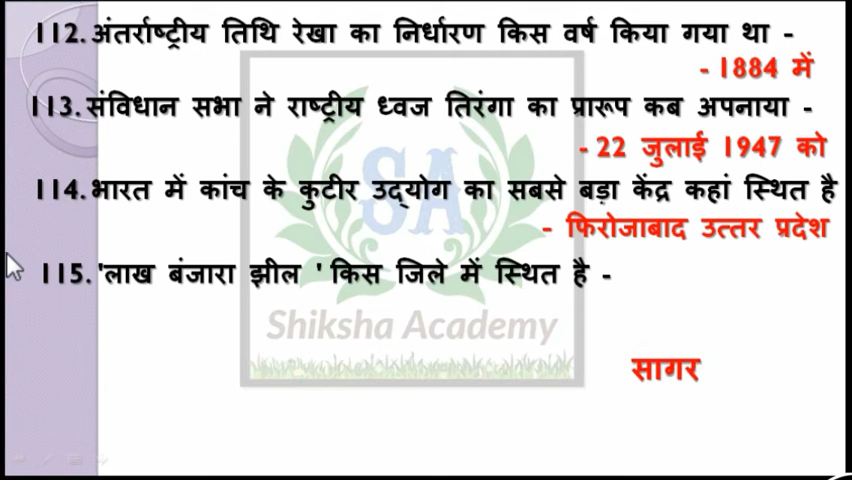 112. अंतर्राष्ट्रीय तिथि रेखा का निर्धारण किस वर्ष किया गया था -
- 1884 में
113. संविधान सभा ने राष्ट्रीय ध्वज तिरंगा का प्रारूप कब अपनाया -
- 22 जुलाई 1947 को
114. भारत में कांच के कुटीर उद्योग का सबसे बड़ा केंद्र कहां स्थित है
- फिरोजाबाद उत्तर प्रदेश
115. 'लाख बंजारा झील ' किस जिले में स्थित है -
SA
Shiksha Academy
सागर